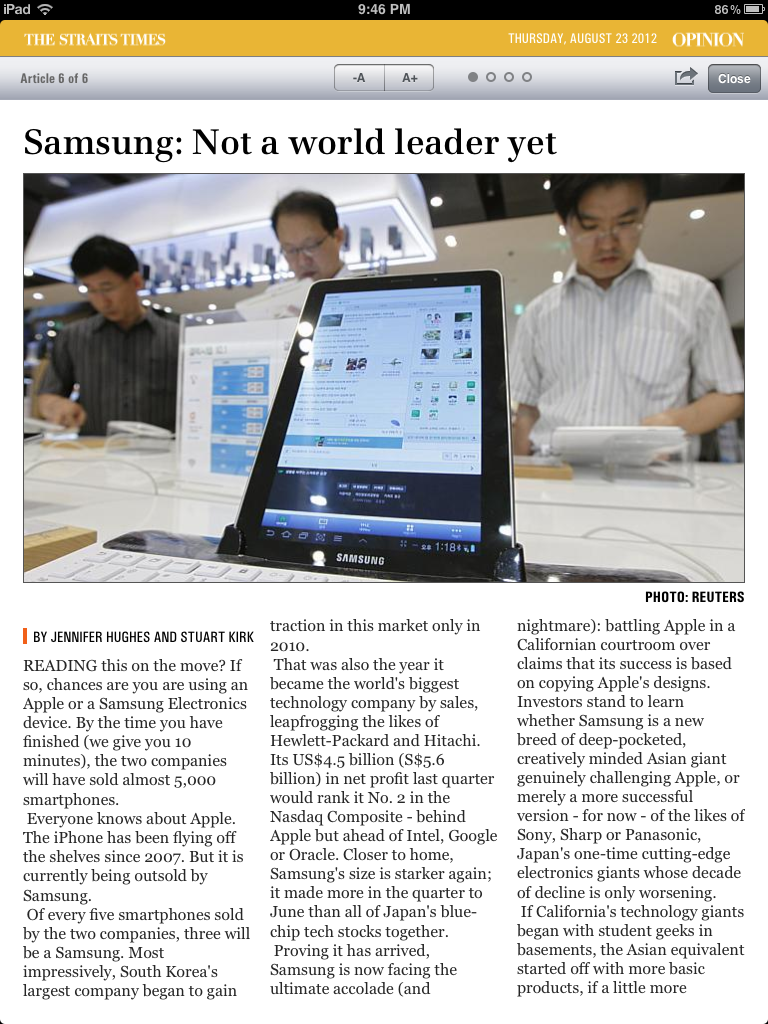 iPad 9:46 PM 86%
THE STRAITS TIMES THURSDAY, AUGUST 23 2012 OPINION
Article 6 of 6 -A A+ Close
Samsung: Not a world leader yet
SAMSUNG
1:18
PHOTO: REUTERS
BY JENNIFER HUGHES AND STUART KIRK
READING this on the move? If
so, chances are you are using an
Apple or a Samsung Electronics
device. By the time you have
finished (we give you 10
minutes), the two companies
will have sold almost 5,000
smartphones.
Everyone knows about Apple.
The iPhone has been flying off
the shelves since 2007. But it is
currently being outsold by
Samsung.
Of every five smartphones sold
by the two companies, three will
be a Samsung. Most
impressively, South Korea's
largest company began to gain
traction in this market only in
2010.
That was also the year it
became the world's biggest
technology company by sales,
leapfrogging the likes of
Hewlett-Packard and Hitachi.
Its US$4.5 billion (S$5.6
billion) in net profit last quarter
would rank it No. 2 in the
Nasdaq Composite - behind
Apple but ahead of Intel, Google
or Oracle. Closer to home,
Samsung's size is starker again;
it made more in the quarter to
June than all of Japan's blue-
chip tech stocks together.
Proving it has arrived,
Samsung is now facing the
ultimate accolade (and
nightmare): battling Apple in a
Californian courtroom over
claims that its success is based
on copying Apple's designs.
Investors stand to learn
whether Samsung is a new
breed of deep-pocketed,
creatively minded Asian giant
genuinely challenging Apple, or
merely a more successful
version - for now - of the likes of
Sony, Sharp or Panasonic,
Japan's one-time cutting-edge
electronics giants whose decade
of decline is only worsening.
If California's technology giants
began with student geeks in
basements, the Asian equivalent
started off with more basic
products, if a little more